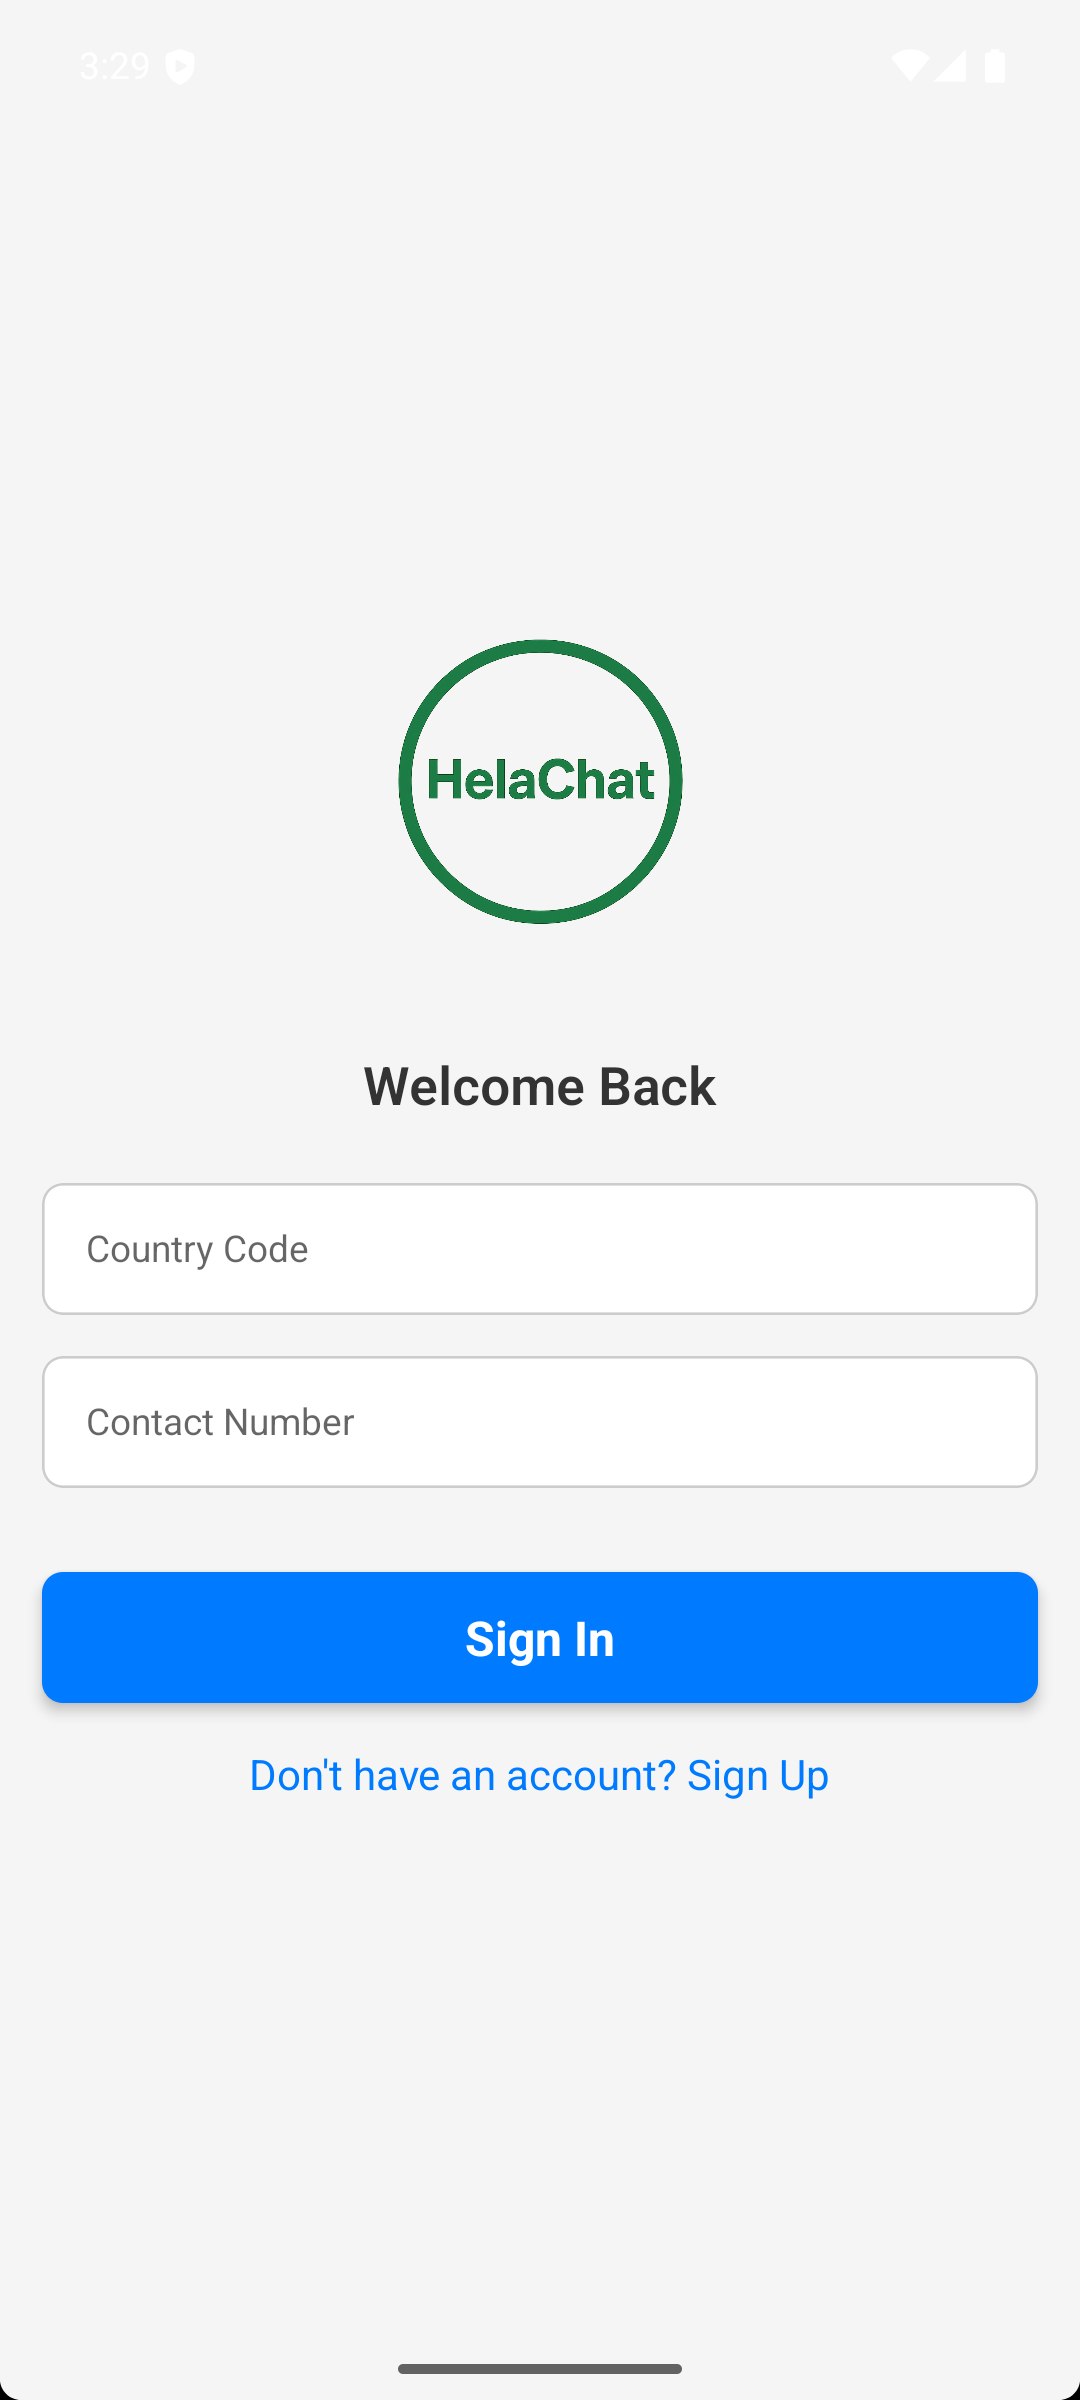 3:29
HelaChat
Welcome Back
Country Code
Contact Number
Sign In
Don't have an account? Sign Up